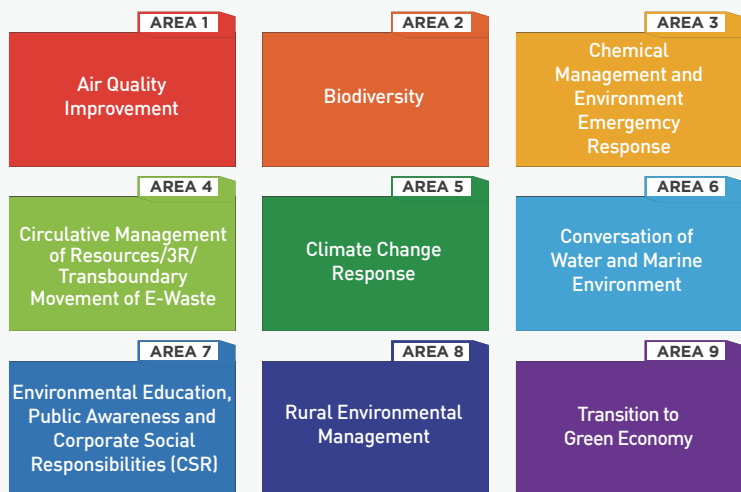 AREA 1
Air Quality
Improvement
AREA 2
Biodiversity
AREA 3
Chemical
Management and
Environment
Emergemcy
Response
AREA 4
Circulative Management
of Resources/3R/
Transboundary
Movement of E-Waste
AREA 5
Climate Change
Response
AREA 6
Conversation of
Water and Marine
Environment
AREA 7
Environmental Education,
Public Awareness and
Corporate Social
Responsibilities (CSR)
AREA 8
Rural Environmental
Management
AREA 9
Transition to
Green Economy